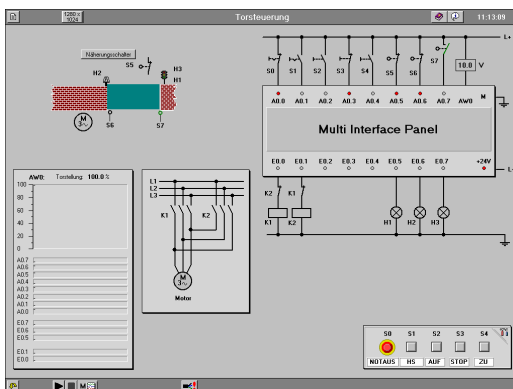 1280 x 1024 Torsteuerung 11:13:09
Näherungsschalter
S5
H3
H2
H1
M 3~ S6 S7
L+
S0 S1 S2 S3 S4 S5 S6 S7 10.0 V
A0.0 A0.1 A0.2 A0.3 A0.4 A0.5 A0.6 A0.7 AW0 M
Multi Interface Panel
E0.0 E0.1 E0.2 E0.3 E0.4 E0.5 E0.6 E0.7 +24V
L-
K2 K1
K1 K2 H1 H2 H3
AW0: Torstellung 100.0 %
100
80
60
40
20
0
A0.7
A0.6
A0.5
A0.4
A0.3
A0.2
A0.1
A0.0
E0.7
E0.6
E0.5
E0.1
E0.0
L1
L2
L3
K1 K2
M 3~
Motor
S0 S1 S2 S3 S4
NOTAUS HS AUF STOP ZU
M